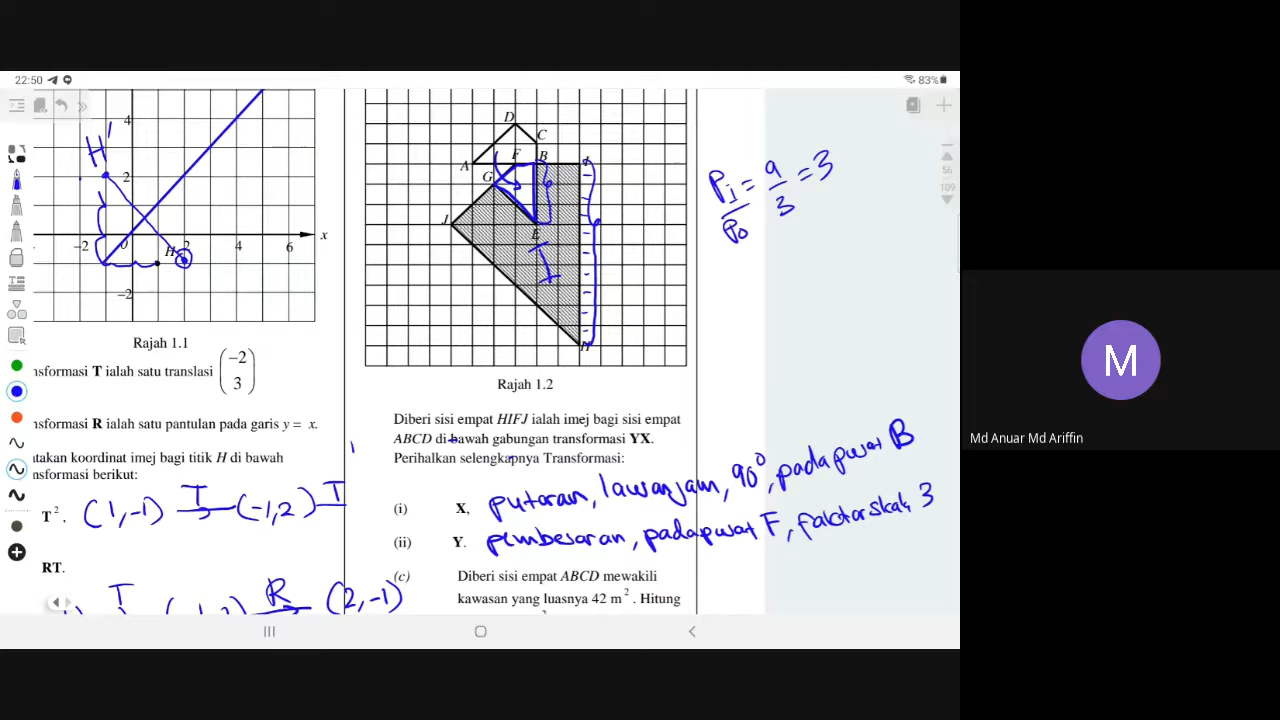 22:50
83%
4
2
-2
0
2
4
6
x
-2
H'
H
Rajah 1.1
nsformasi T ialah satu translasi (-2 3)
nsformasi R ialah satu pantulan pada garis y = x.
takan koordinat imej bagi titik H di bawah
nsformasi berikut:
T², (1,-1) T (-1,2) T
RT.
T R (2,-1)
D
C
A
F
B
G
J
E
H
Rajah 1.2
Diberi sisi empat HIFJ ialah imej bagi sisi empat
ABCD di bawah gabungan transformasi YX.
Perihalkan selengkapnya Transformasi:
(i) X, putaran, lawan jam, 90°, pada pusat B
(ii) Y. pembesaran, pada pusat F, faktor skala 3
(c) Diberi sisi empat ABCD mewakili
kawasan yang luasnya 42 m². Hitung
PI/PO = 9/3 = 3
56
109
M
Md Anuar Md Ariffin